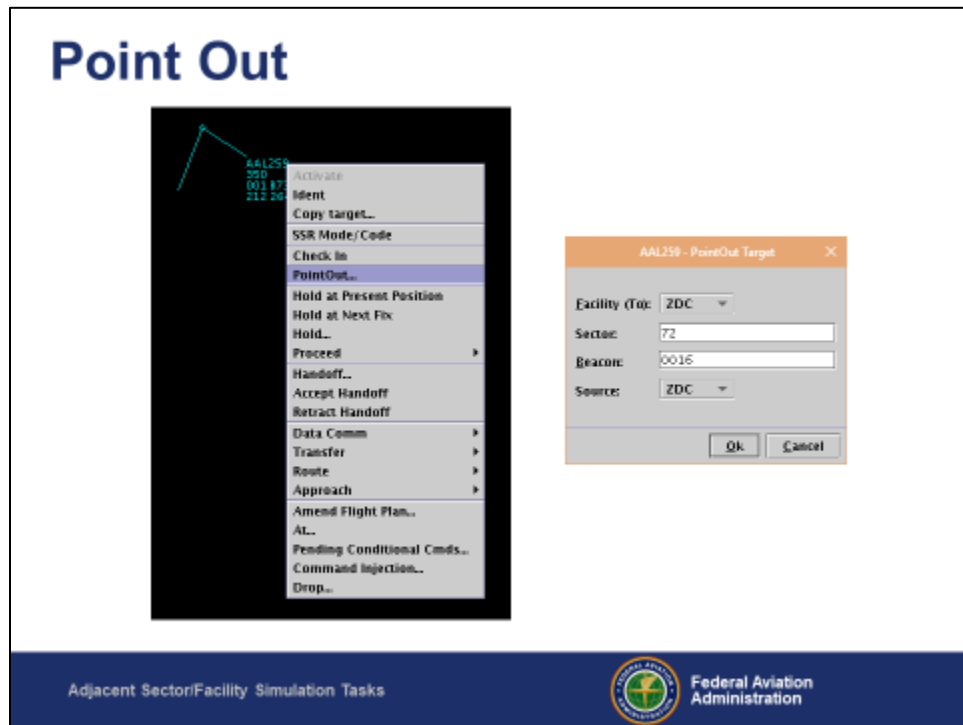 Point Out
AAL259
350
Activate
Ident
Copy target...
SSR Mode/Code
Check In
PointOut...
Hold at Present Position
Hold at Next Fix
Hold...
Proceed
Handoff...
Accept Handoff
Retract Handoff
Data Comm
Transfer
Route
Approach
Amend Flight Plan...
At...
Pending Conditional Cmds...
Command Injection...
Drop...
AAL259 - PointOut Target
Facility (To): ZDC
Sector: 72
Beacon: 0016
Source: ZDC
Ok Cancel
Adjacent Sector/Facility Simulation Tasks
Federal Aviation
Administration